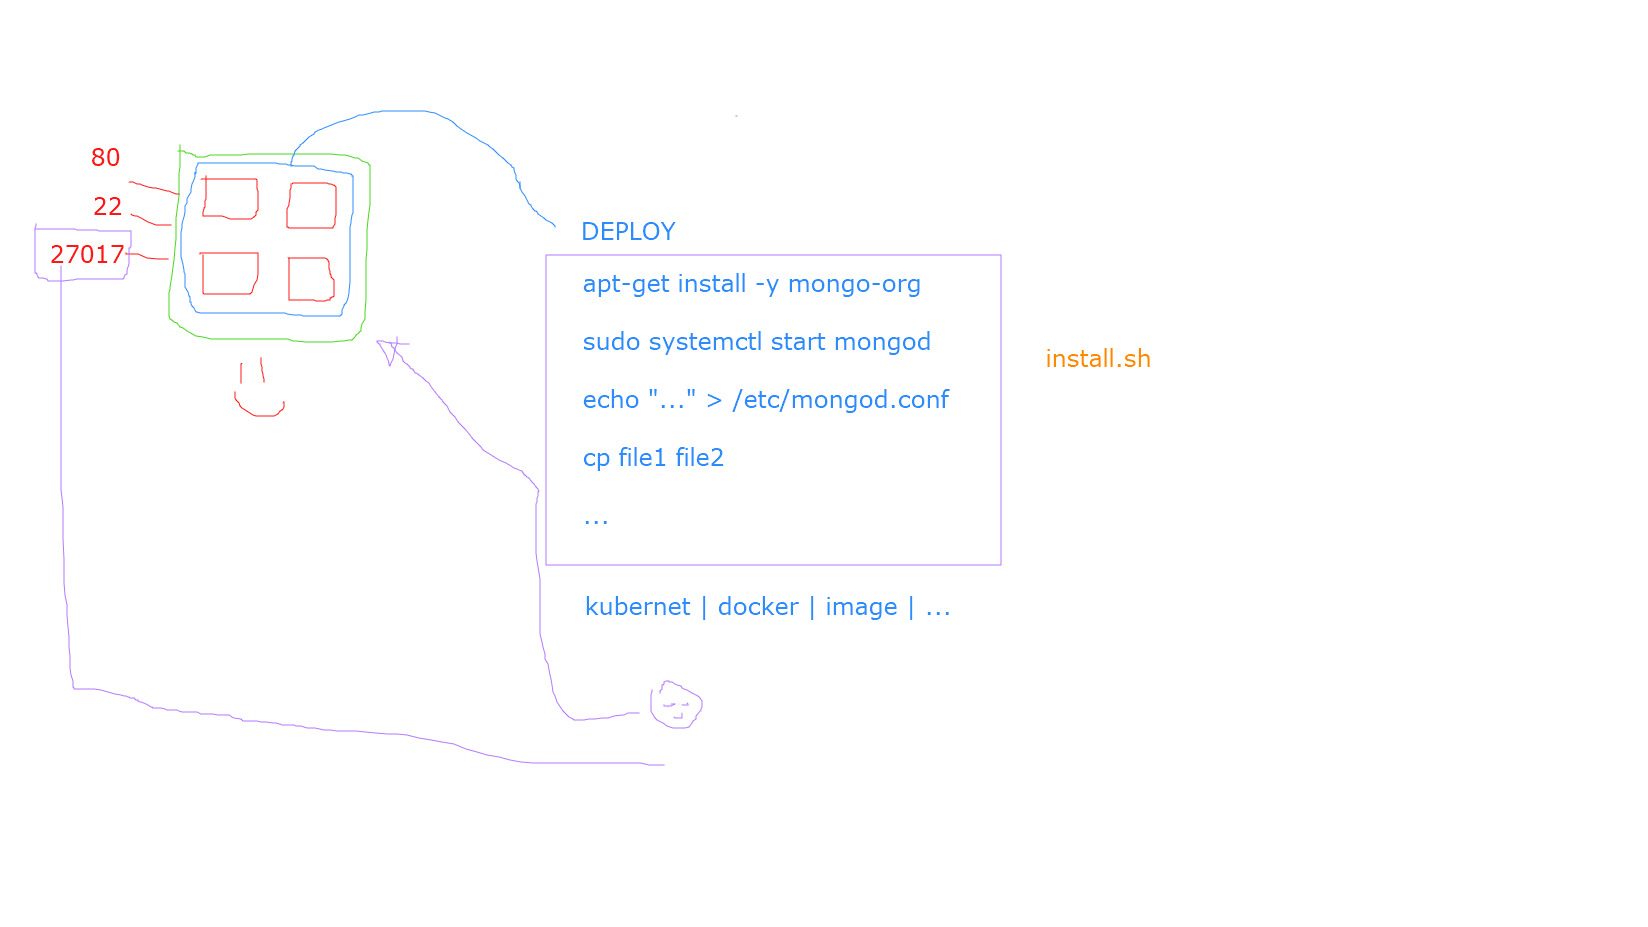 80
22
27017
DEPLOY
apt-get install -y mongo-org
sudo systemctl start mongod
echo "..." > /etc/mongod.conf
cp file1 file2
...
install.sh
kubernet | docker | image | ...